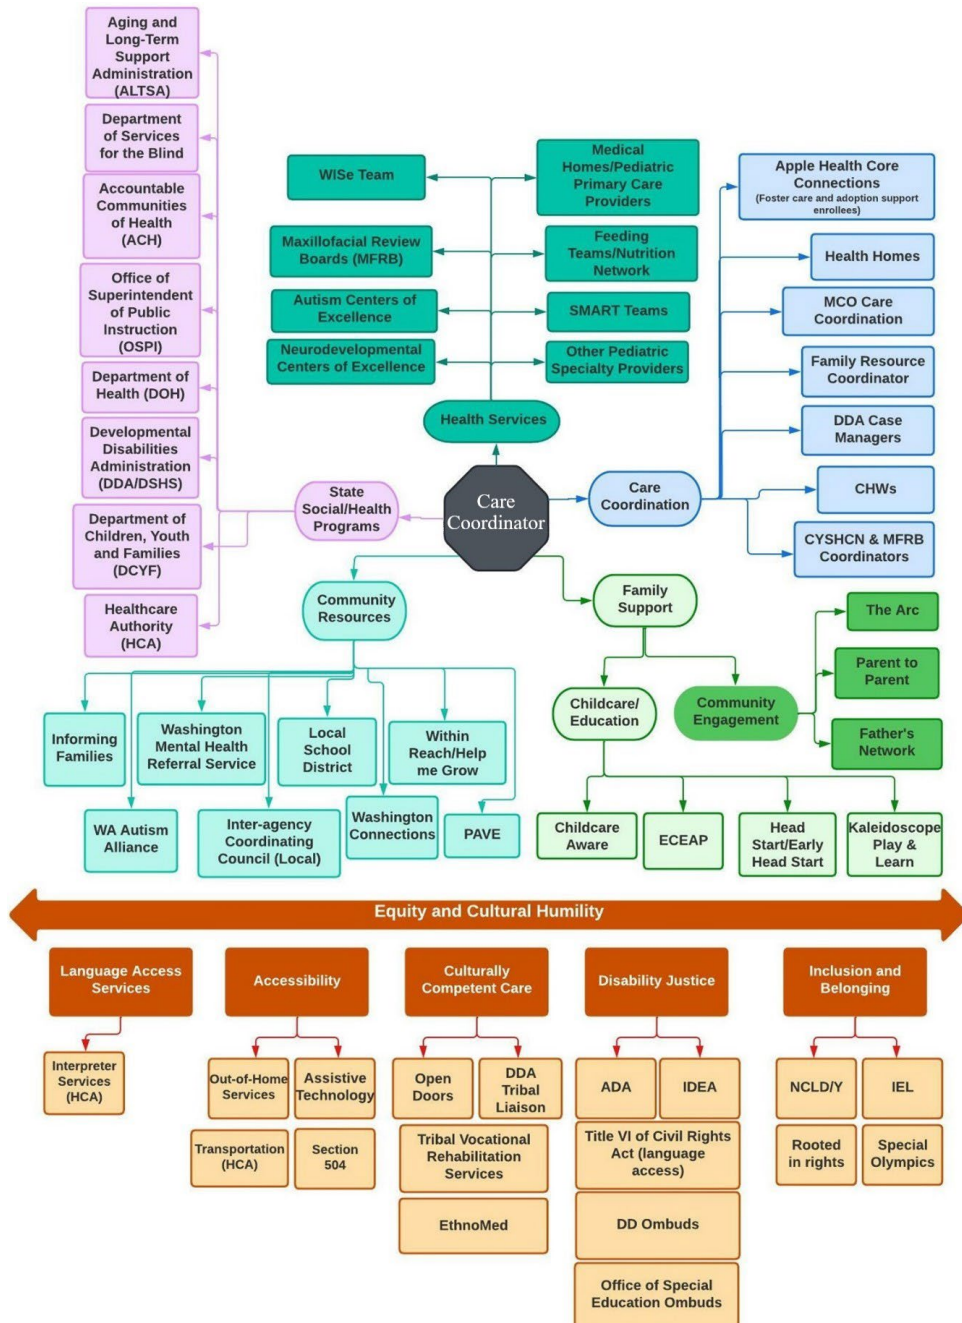 Aging and
Long-Term
Support
Administration
(ALTSA)
Department
of Services
for the Blind
Accountable
Communities
of Health
(ACH)
Office of
Superintendent
of Public
Instruction
(OSPI)
Department of
Health (DOH)
Developmental
Disabilities
Administration
(DDA/DSHS)
Department of
Children, Youth
and Families
(DCYF)
Healthcare
Authority
(HCA)
State
Social/Health
Programs
WISe Team
Medical
Homes/Pediatric
Primary Care
Providers
Maxillofacial Review
Boards (MFRB)
Feeding
Teams/Nutrition
Network
Autism Centers of
Excellence
SMART Teams
Neurodevelopmental
Centers of Excellence
Other Pediatric
Specialty Providers
Health Services
Care
Coordinator
Care
Coordination
Apple Health Core
Connections
(Foster care and adoption support
enrollees)
Health Homes
MCO Care
Coordination
Family Resource
Coordinator
DDA Case
Managers
CHWs
CYSHCN & MFRB
Coordinators
Community
Resources
Informing
Families
Washington
Mental Health
Referral Service
Local
School
District
Within
Reach/Help
me Grow
WA Autism
Alliance
Inter-agency
Coordinating
Council (Local)
Washington
Connections
PAVE
Family
Support
Childcare/
Education
Community
Engagement
The Arc
Parent to
Parent
Father's
Network
Childcare
Aware
ECEAP
Head
Start/Early
Head Start
Kaleidoscope
Play &
Learn
Equity and Cultural Humility
Language Access
Services
Accessibility
Culturally
Competent Care
Disability Justice
Inclusion and
Belonging
Interpreter
Services
(HCA)
Out-of-Home
Services
Assistive
Technology
Transportation
(HCA)
Section
504
Open
Doors
DDA
Tribal
Liaison
Tribal Vocational
Rehabilitation
Services
EthnoMed
ADA
IDEA
Title VI of Civil Rights
Act (language
access)
DD Ombuds
Office of Special
Education Ombuds
NCLD/Y
IEL
Rooted
in rights
Special
Olympics